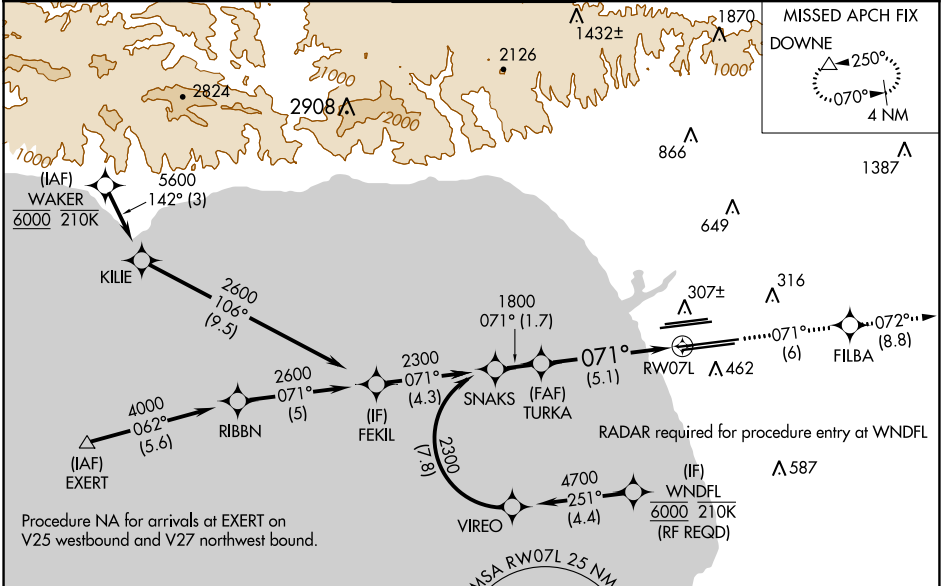 MISSED APCH FIX
DOWNE
250°
070°
4 NM
1870
1432±
1000
2126
1000
2824
2908
2000
1000
866
1387
649
(IAF)
WAKER
6000 210K
5600
142° (3)
KILIE
2600
106°
(9.5)
307±
316
1800
071° (1.7)
071°
(5.1)
RW07L
462
071°
(6)
FILBA
072°
(8.8)
2300
071°
(4.3)
SNAKS
(FAF)
TURKA
2600
071°
(5)
(IF)
FEKIL
4000
062°
(5.6)
RIBBN
(IAF)
EXERT
RADAR required for procedure entry at WNDFL
2300
(7.8)
4700
251°
(4.4)
VIREO
(IF)
WNDFL
6000 210K
(RF REQD)
587
Procedure NA for arrivals at EXERT on
V25 westbound and V27 northwest bound.
MSA RW07L 25 NM